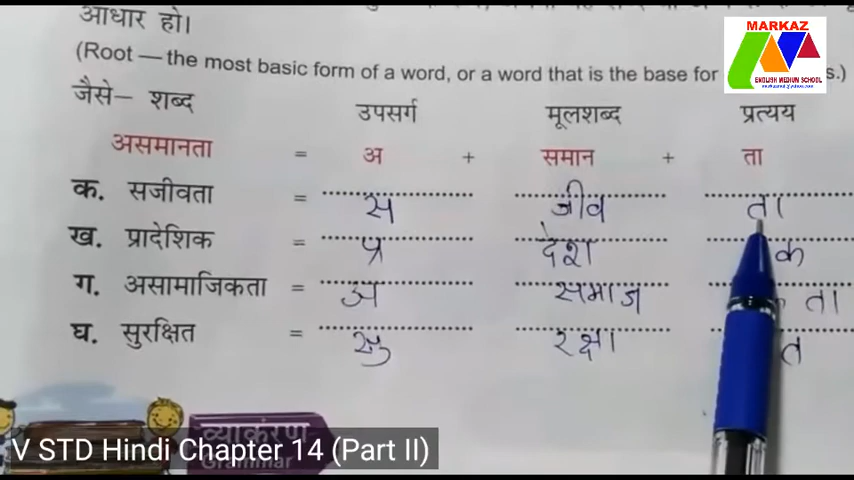 आधार हो।
(Root — the most basic form of a word, or a word that is the base for
MARKAZ
ENGLISH MEDIUM SCHOOL
जैसे— शब्द उपसर्ग मूलशब्द प्रत्यय
असमानता = अ + समान + ता
क. सजीवता = स जीव ता
ख. प्रादेशिक = प्र देश क
ग. असामाजिकता = अ समाज ता
घ. सुरक्षित = सु रक्षा त
व्याकरण
Grammar
V STD Hindi Chapter 14 (Part II)